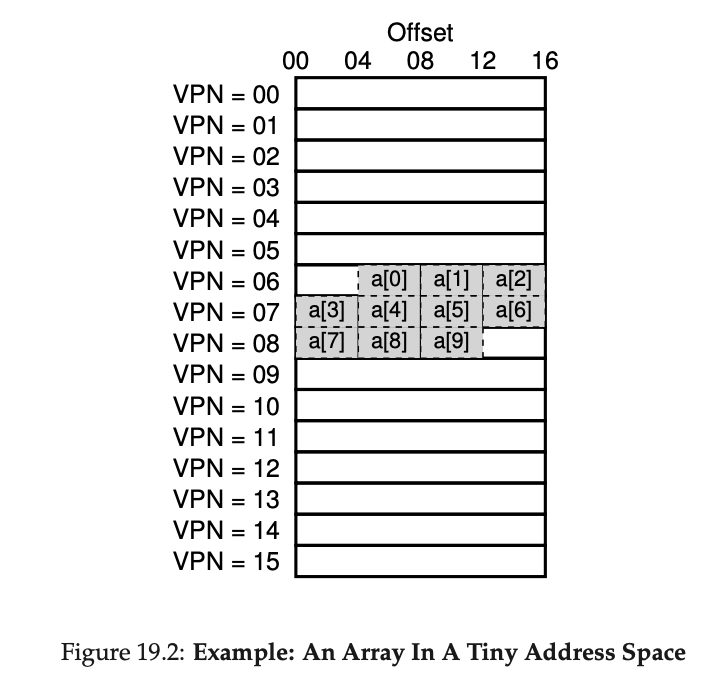 Offset
00 04 08 12 16
VPN = 00
VPN = 01
VPN = 02
VPN = 03
VPN = 04
VPN = 05
VPN = 06 a[0] a[1] a[2]
VPN = 07 a[3] a[4] a[5] a[6]
VPN = 08 a[7] a[8] a[9]
VPN = 09
VPN = 10
VPN = 11
VPN = 12
VPN = 13
VPN = 14
VPN = 15
Figure 19.2: Example: An Array In A Tiny Address Space